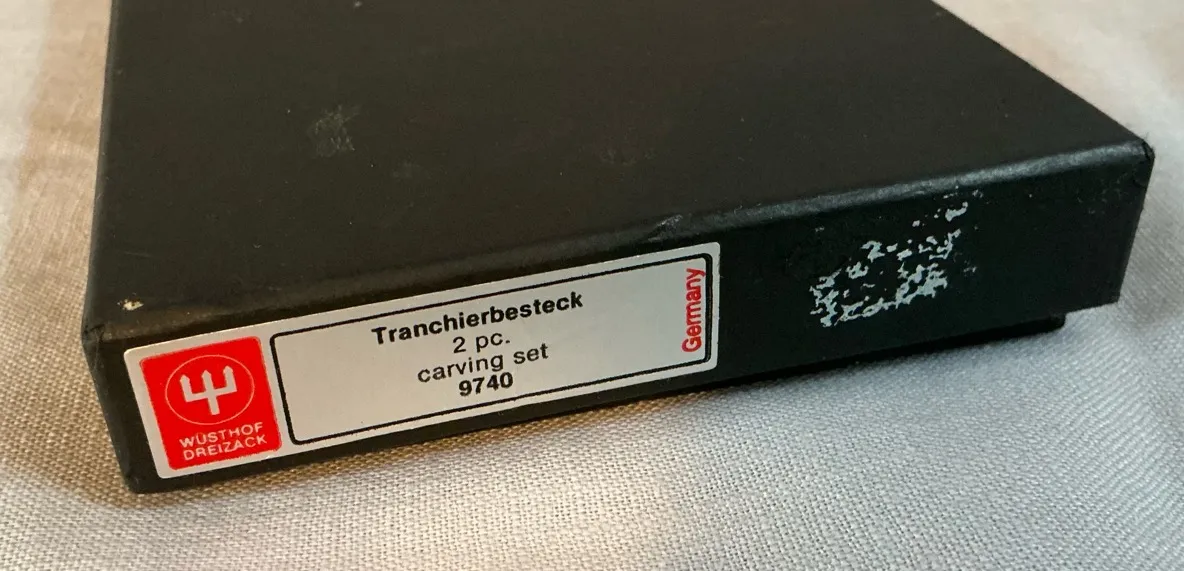 WÜSTHOF
DREIZACK
Tranchierbesteck
2 pc.
carving set
9740
Germany